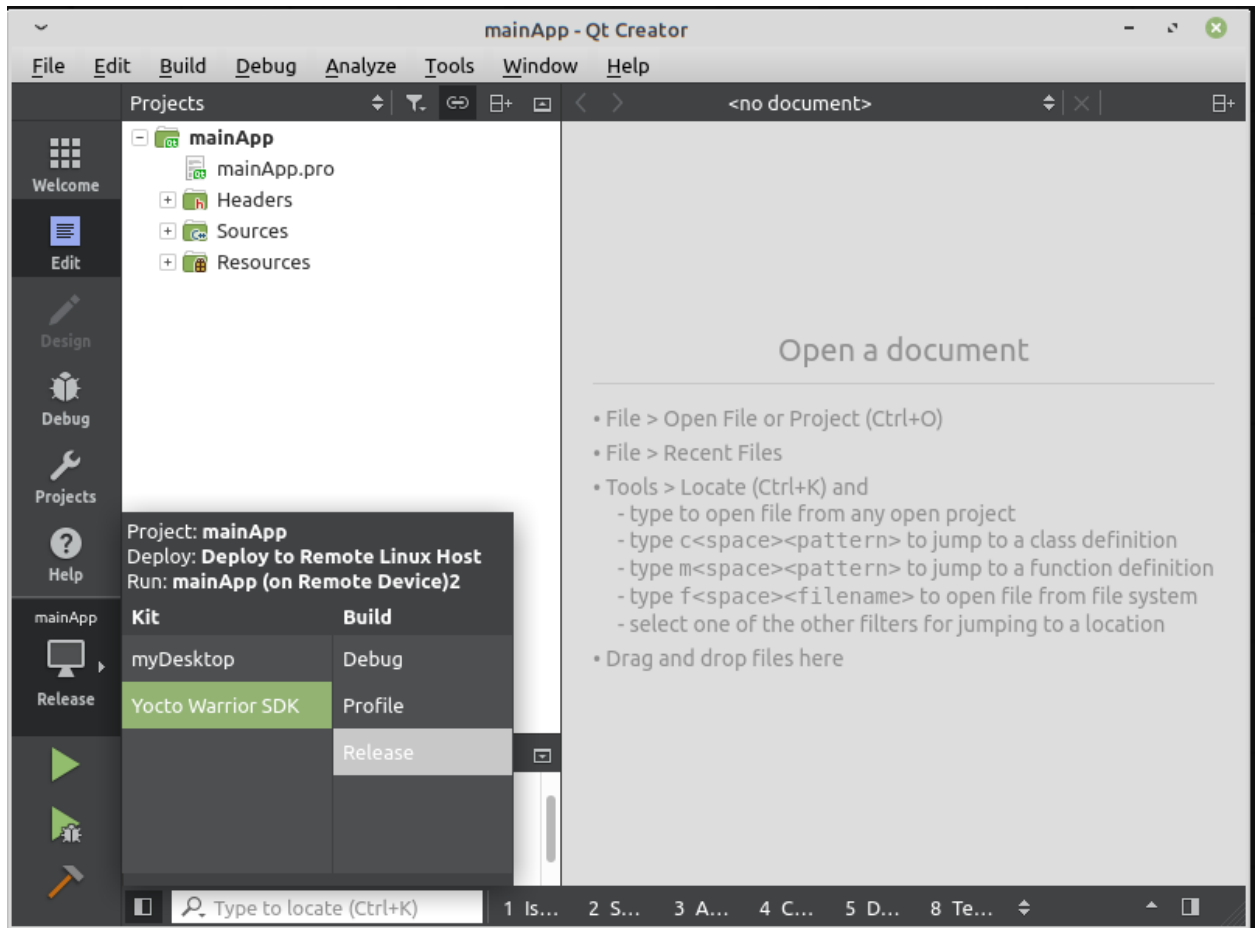 mainApp - Qt Creator
File Edit Build Debug Analyze Tools Window Help
Projects
<no document>
Welcome
Edit
Design
Debug
Projects
Help
mainApp
Release
mainApp
mainApp.pro
Headers
Sources
Resources
Project: mainApp
Deploy: Deploy to Remote Linux Host
Run: mainApp (on Remote Device)2
Kit Build
myDesktop Debug
Yocto Warrior SDK Profile
Release
Open a document
• File > Open File or Project (Ctrl+O)
• File > Recent Files
• Tools > Locate (Ctrl+K) and
- type to open file from any open project
- type c<space><pattern> to jump to a class definition
- type m<space><pattern> to jump to a function definition
- type f<space><filename> to open file from file system
- select one of the other filters for jumping to a location
• Drag and drop files here
Type to locate (Ctrl+K) 1 Is... 2 S... 3 A... 4 C... 5 D... 8 Te...